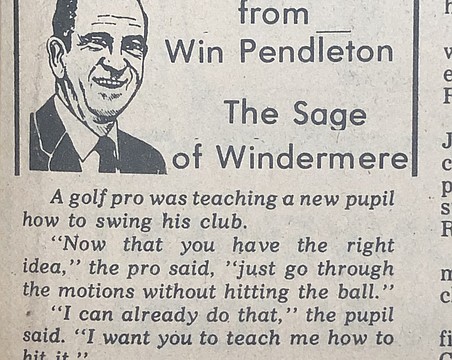 from
Win Pendleton
The Sage
of Windermere
A golf pro was teaching a new pupil
how to swing his club.
“Now that you have the right
idea,” the pro said, “just go through
the motions without hitting the ball.”
“I can already do that,” the pupil
said. “I want you to teach me how to
hit it.”